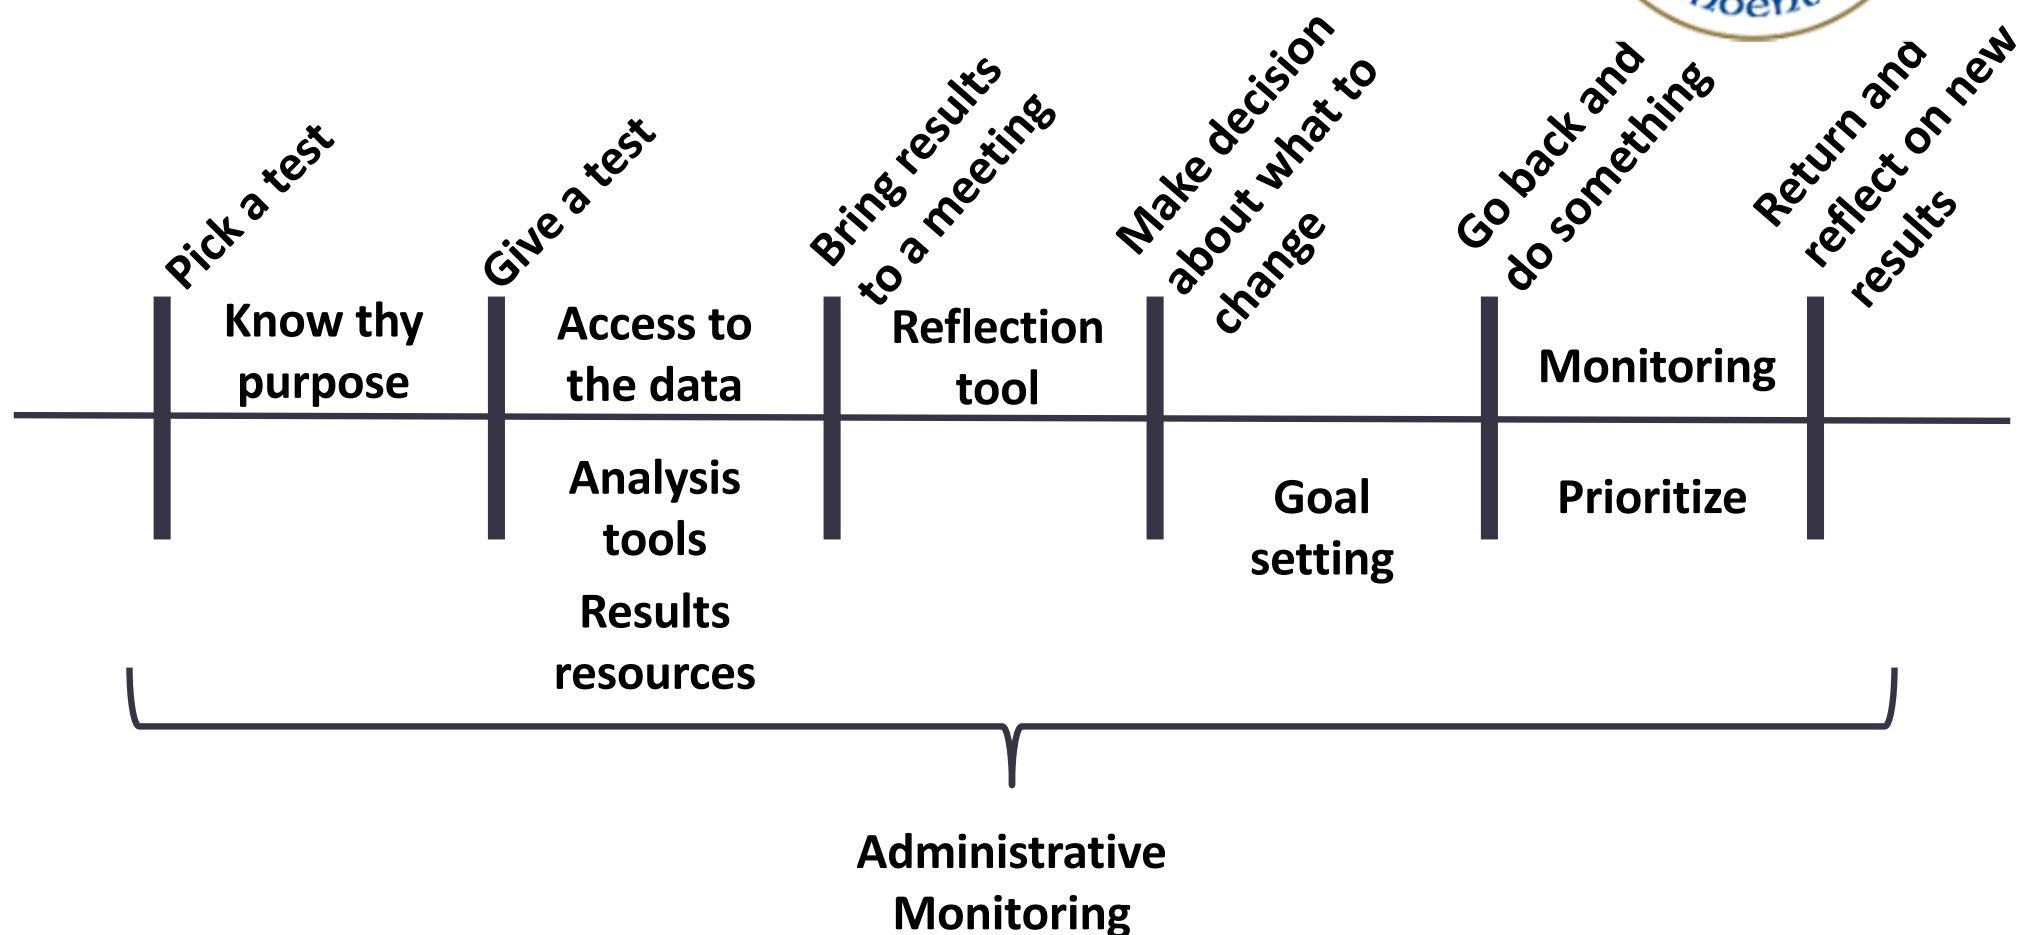 Pick a test
Give a test
Bring results
to a meeting
Make decision
about what to
change
Go back and
do something
Return and
reflect on new
results
Know thy
purpose
Access to
the data
Reflection
tool
Monitoring
Analysis
tools
Results
resources
Goal
setting
Prioritize
Administrative
Monitoring